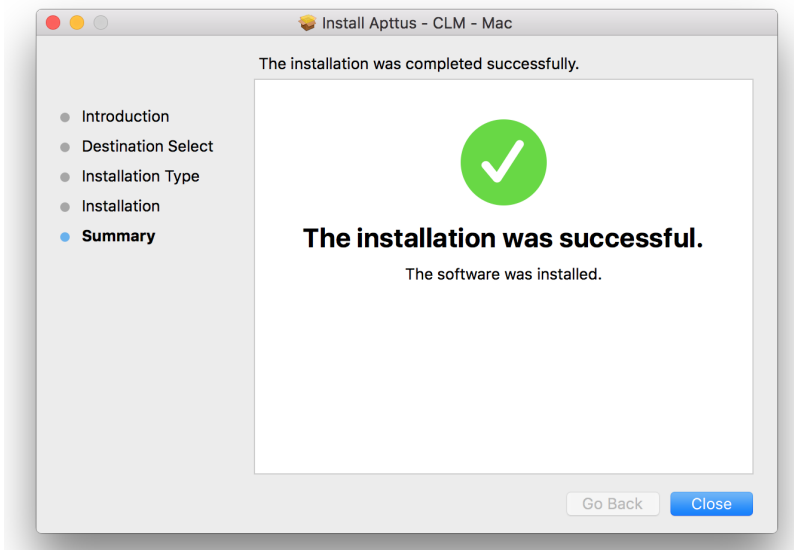 Install Apttus - CLM - Mac
The installation was completed successfully.
Introduction
Destination Select
Installation Type
Installation
Summary
The installation was successful.
The software was installed.
Go Back
Close